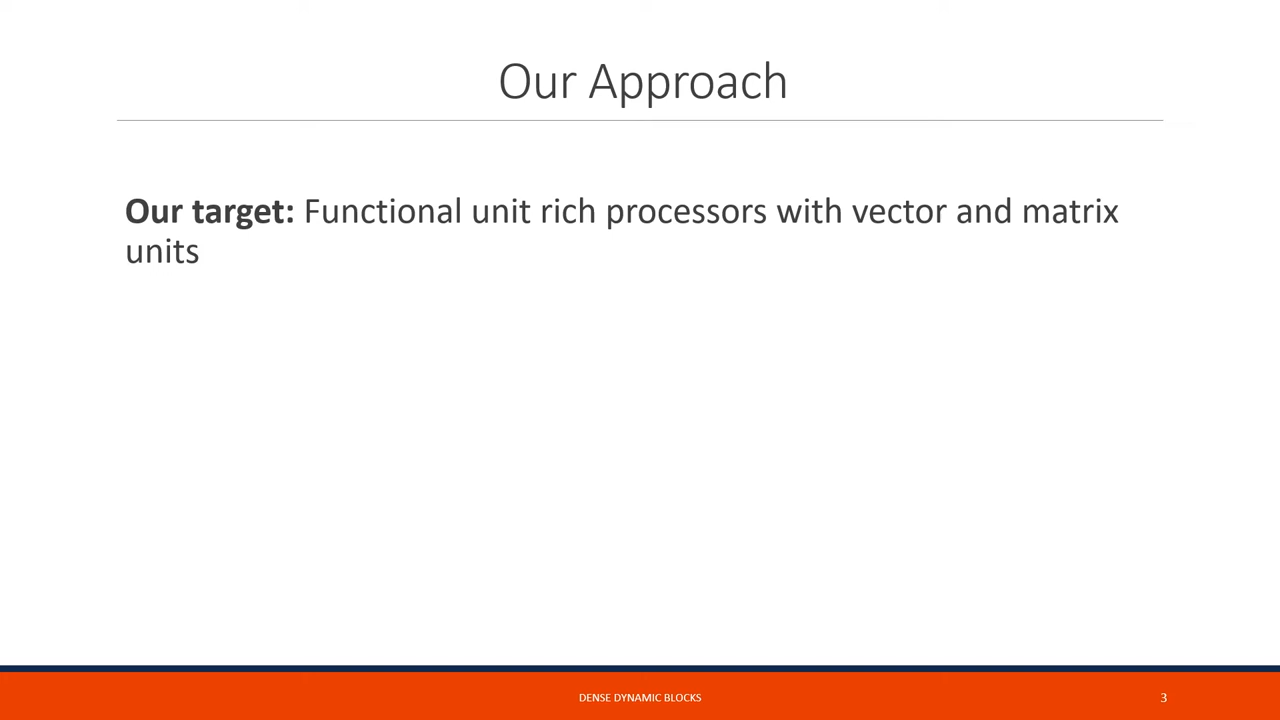 Our Approach
Our target: Functional unit rich processors with vector and matrix
units
DENSE DYNAMIC BLOCKS
3